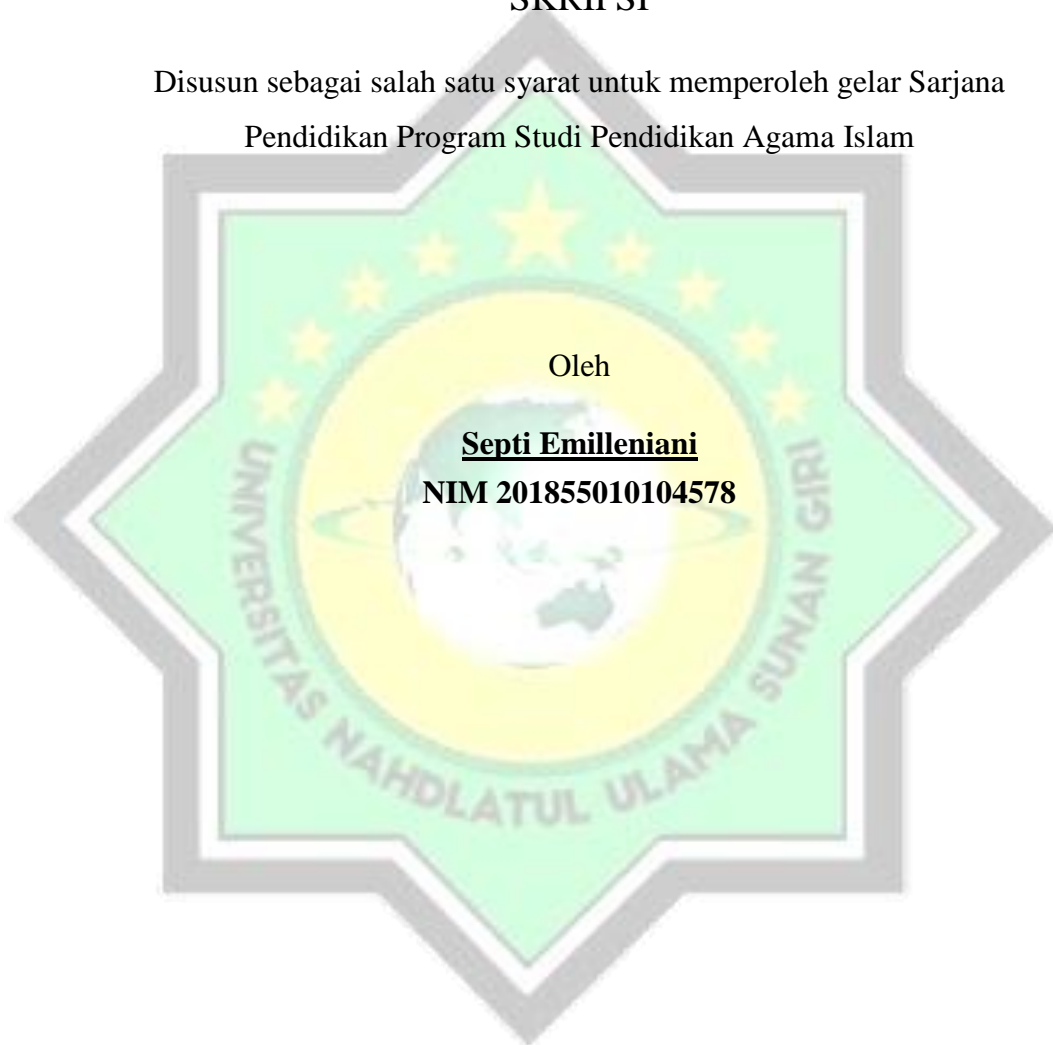 SKRIPSI
Disusun sebagai salah satu syarat untuk memperoleh gelar Sarjana
Pendidikan Program Studi Pendidikan Agama Islam
Oleh
Septi Emilleniani
NIM 201855010104578
UNIVERSITAS NAHDLATUL ULAMA SUNAN GIRI